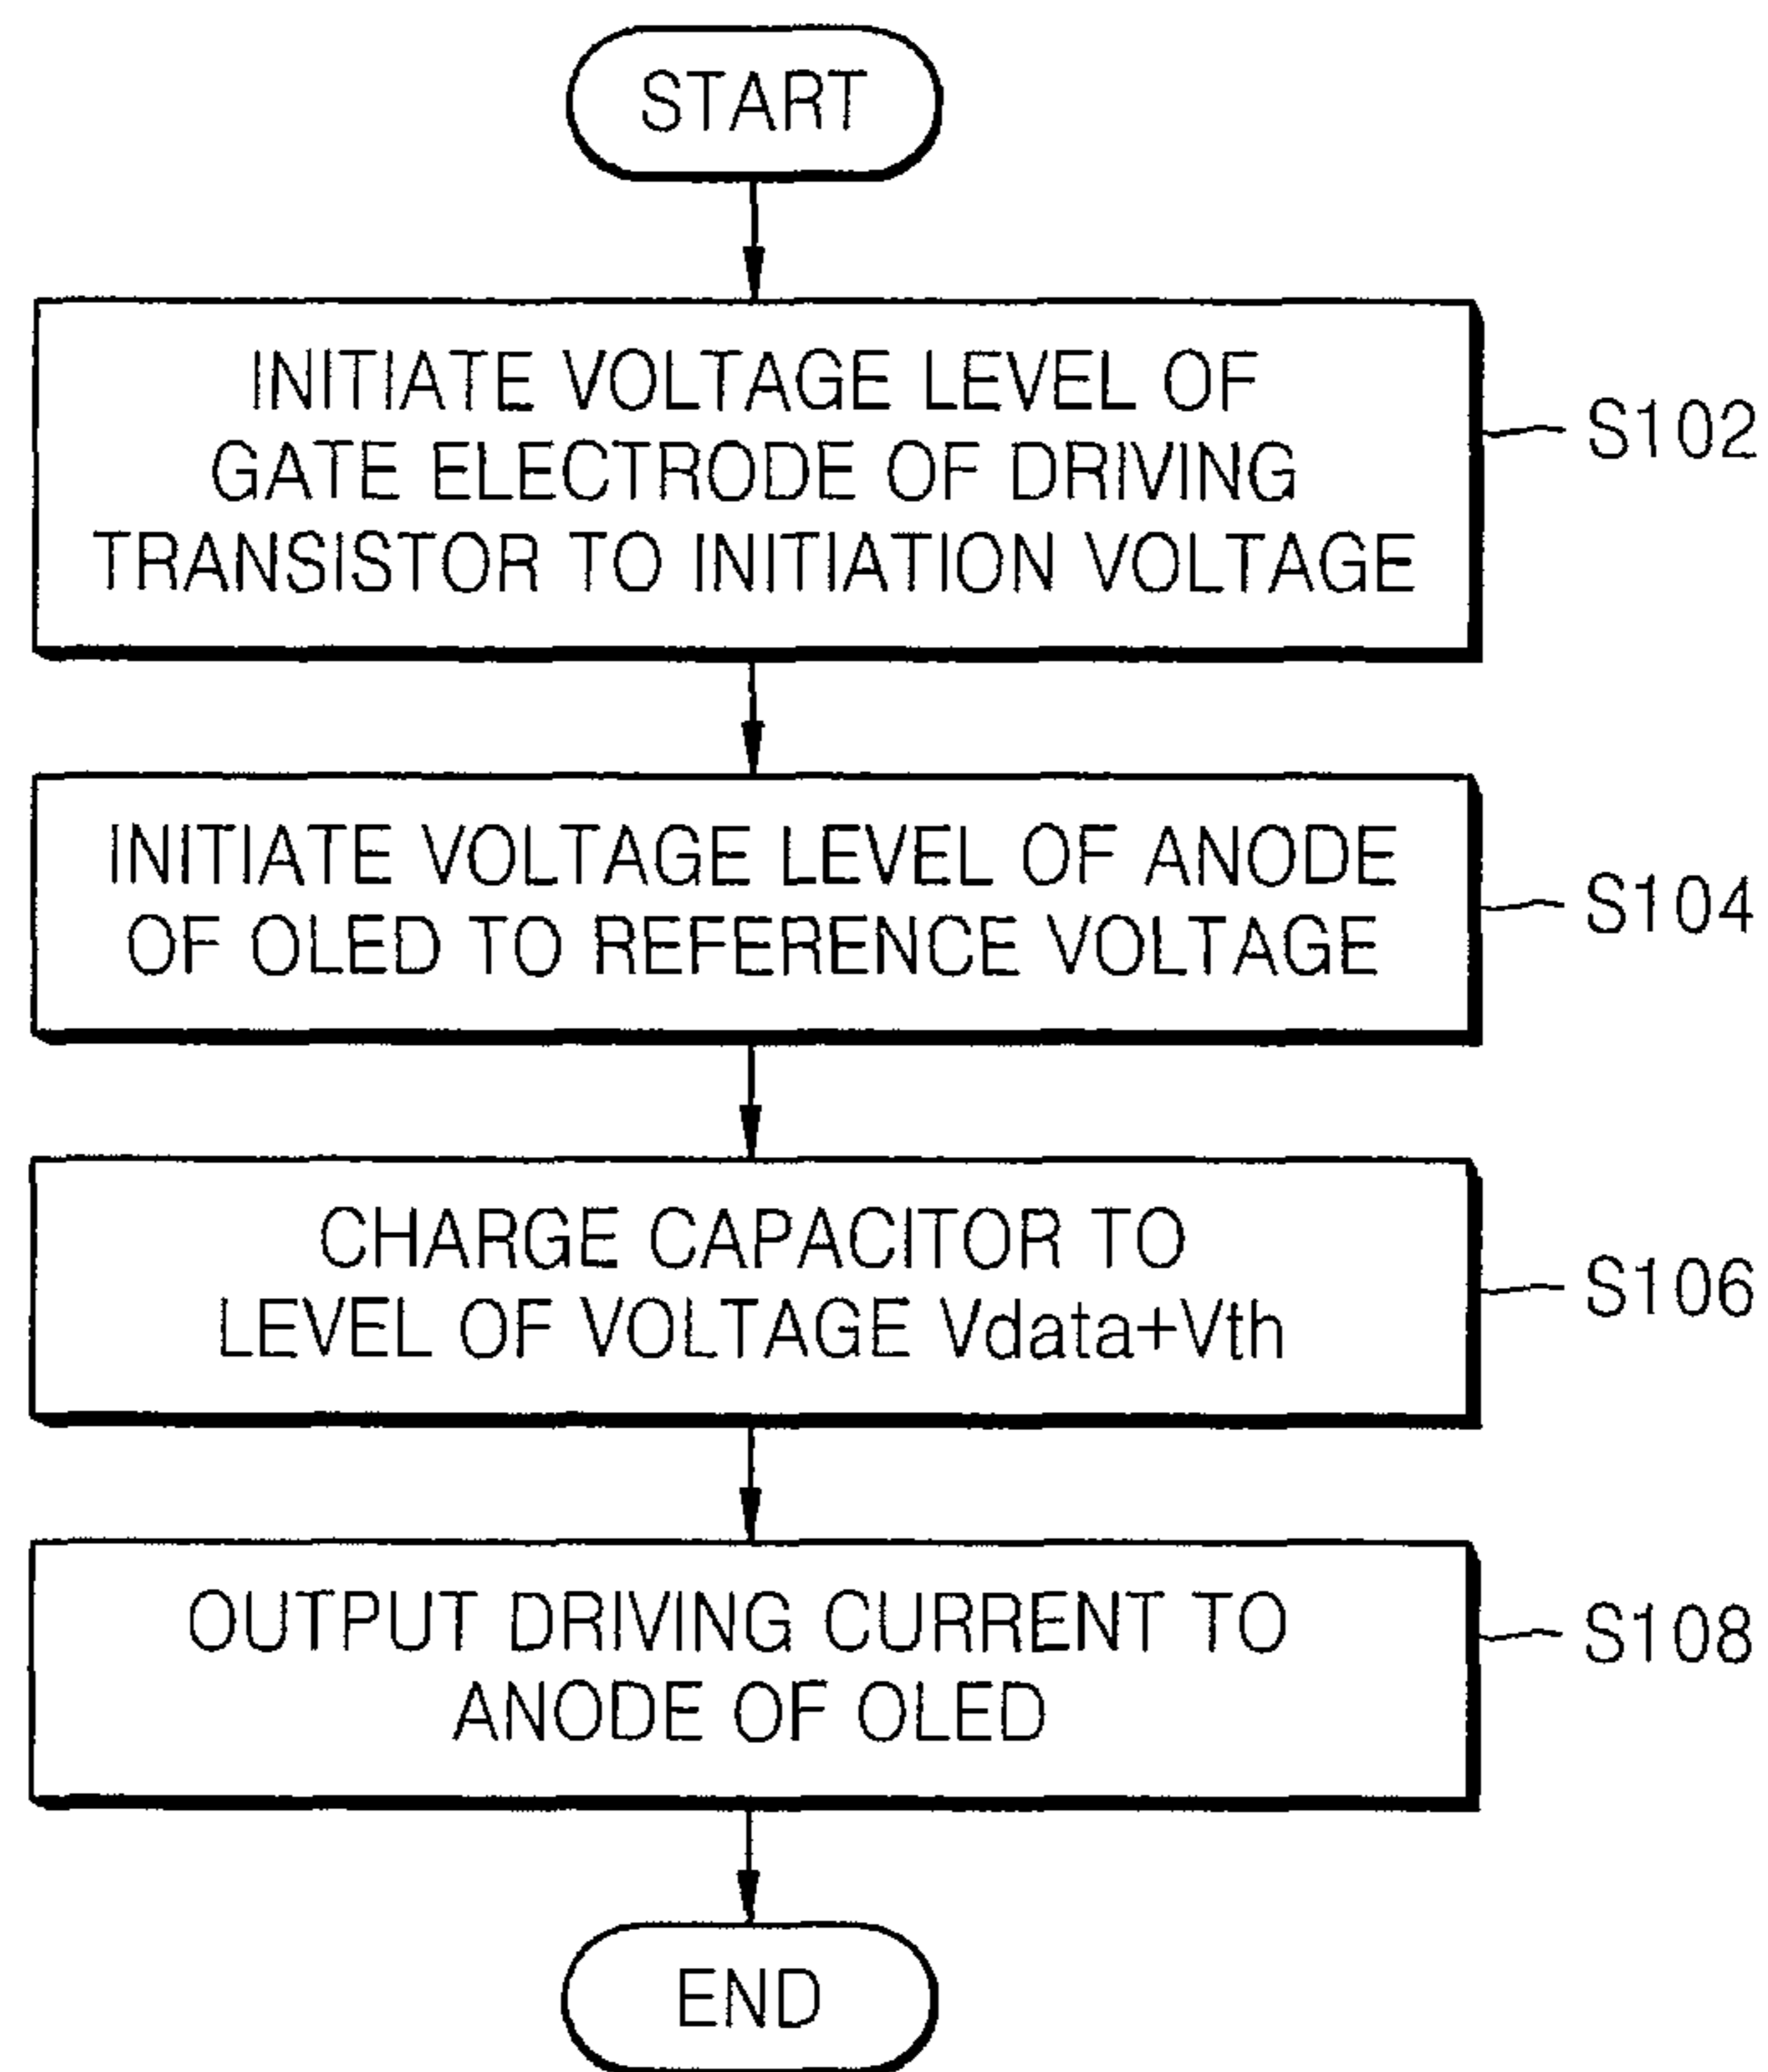 START
INITIATE VOLTAGE LEVEL OF
GATE ELECTRODE OF DRIVING
TRANSISTOR TO INITIATION VOLTAGE
S102
INITIATE VOLTAGE LEVEL OF ANODE
OF OLED TO REFERENCE VOLTAGE
S104
CHARGE CAPACITOR TO
LEVEL OF VOLTAGE Vdata+Vth
S106
OUTPUT DRIVING CURRENT TO
ANODE OF OLED
S108
END